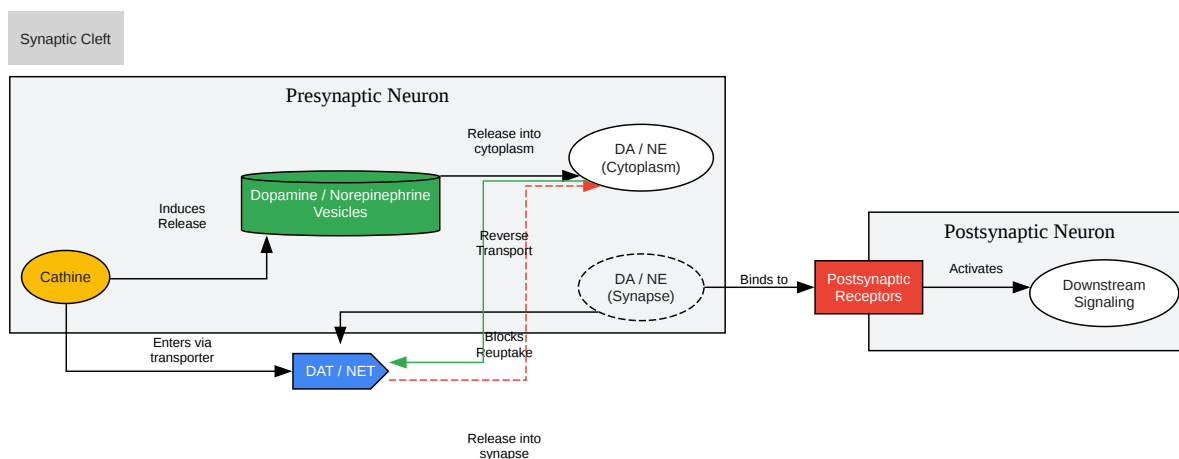 Synaptic Cleft
Presynaptic Neuron
Release into
cytoplasm
DA / NE
(Cytoplasm)
Dopamine / Norepinephrine
Vesicles
Induces
Release
Reverse
Transport
Postsynaptic Neuron
Cathine
DA / NE
(Synapse)
Binds to
Postsynaptic
Receptors
Activates
Downstream
Signaling
Enters via
transporter
Blocks
Reuptake
DAT / NET
Release into
synapse